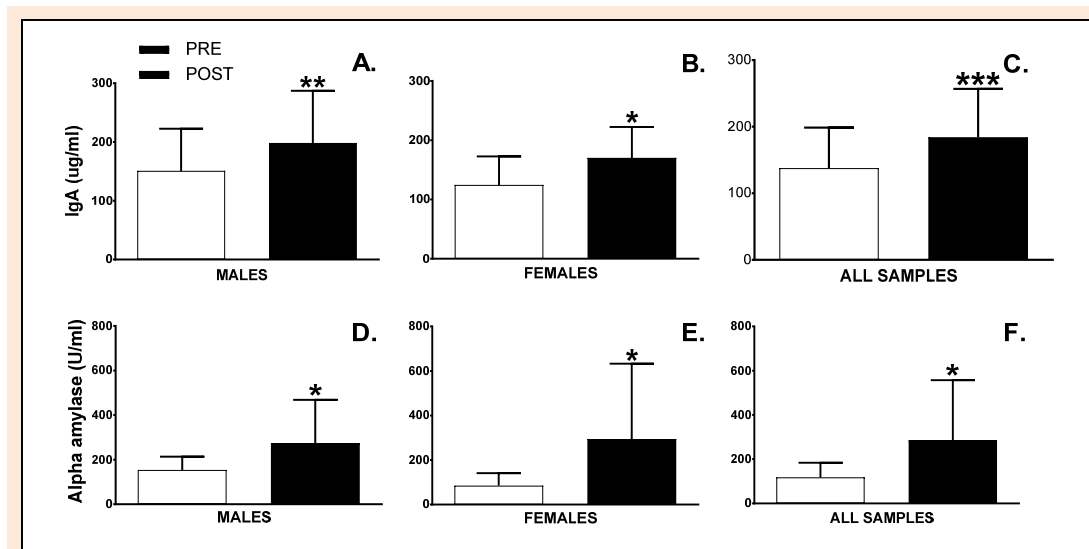 PRE
POST
A.
B.
C.
IgA (ug/ml)
300
200
100
0
**
MALES
300
200
100
0
*
FEMALES
300
200
100
0
***
ALL SAMPLES
D.
E.
F.
Alpha amylase (U/ml)
800
600
400
200
0
*
MALES
800
600
400
200
0
*
FEMALES
800
600
400
200
0
*
ALL SAMPLES